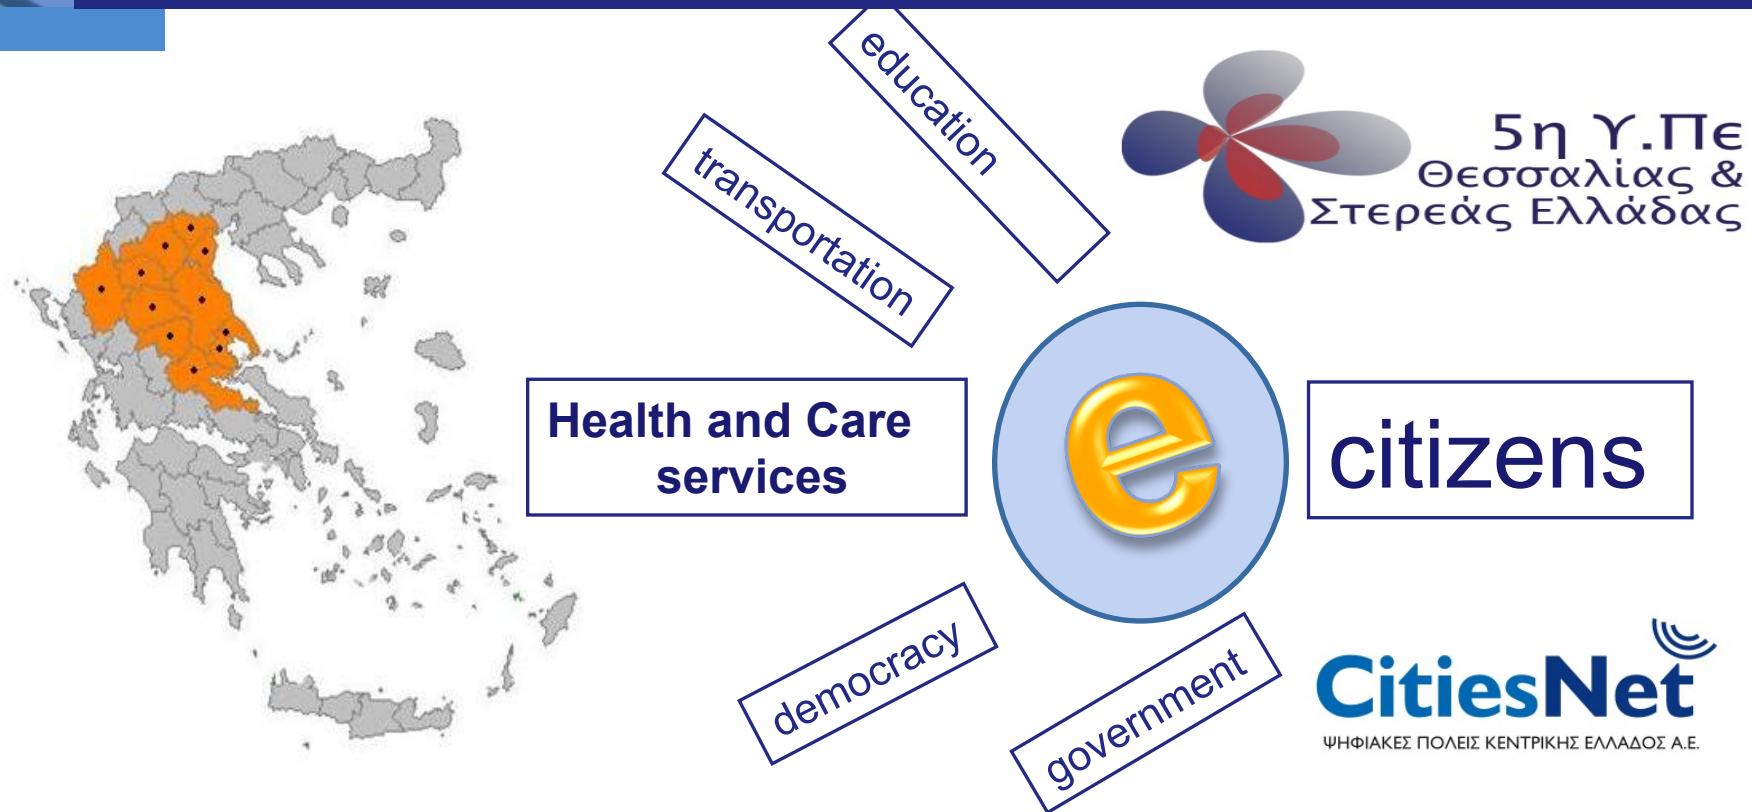 education
transportation
5η Υ.Πε
Θεσσαλίας &
Στερεάς Ελλάδας
Health and Care
services
e
citizens
democracy
government
CitiesNet
ΨΗΦΙΑΚΕΣ ΠΟΛΕΙΣ ΚΕΝΤΡΙΚΗΣ ΕΛΛΑΔΟΣ Α.Ε.